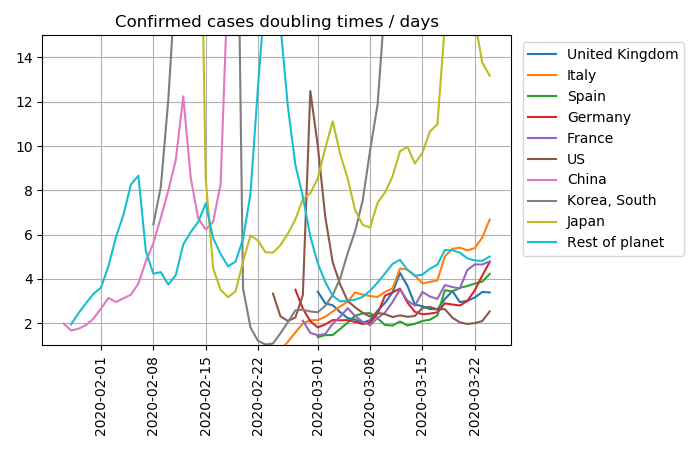 Confirmed cases doubling times / days
14
12
10
8
6
4
2
2020-02-01
2020-02-08
2020-02-15
2020-02-22
2020-03-01
2020-03-08
2020-03-15
2020-03-22
United Kingdom
Italy
Spain
Germany
France
US
China
Korea, South
Japan
Rest of planet